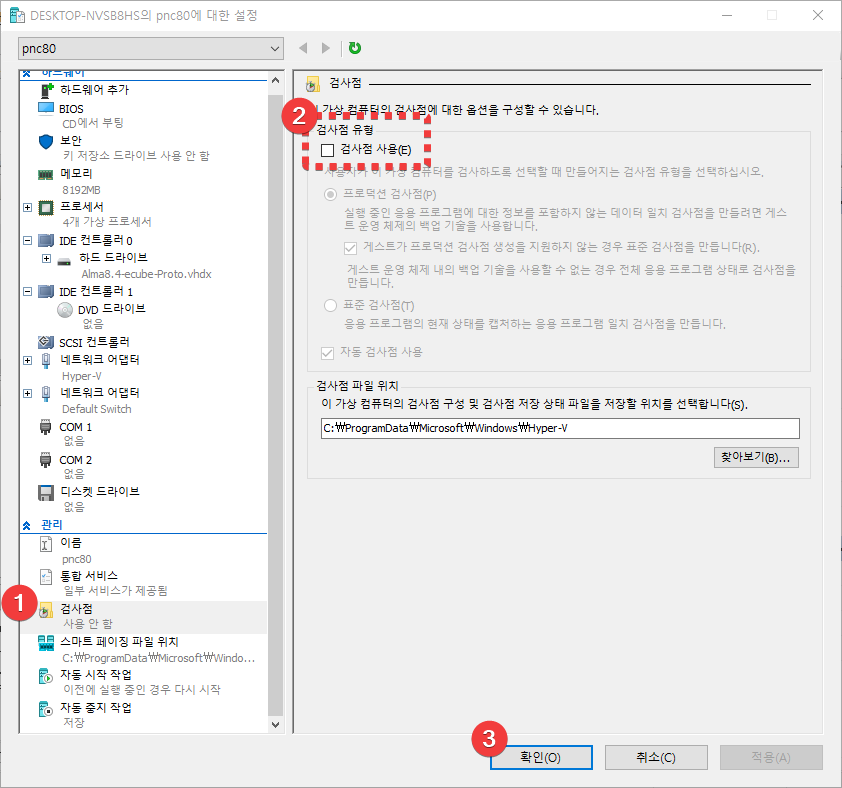 DESKTOP-NVSB8HS의 pnc80에 대한 설정
pnc80
하드웨어
하드웨어 추가
BIOS
CD에서 부팅
보안
키 저장소 드라이브 사용 안 함
메모리
8192MB
프로세서
4개 가상 프로세서
IDE 컨트롤러 0
하드 드라이브
Alma8.4-ecube-Proto.vhdx
IDE 컨트롤러 1
DVD 드라이브
없음
SCSI 컨트롤러
네트워크 어댑터
Hyper-V
네트워크 어댑터
Default Switch
COM 1
없음
COM 2
없음
디스켓 드라이브
없음
관리
이름
pnc80
통합 서비스
일부 서비스가 제공됨
1
검사점
사용 안 함
스마트 페이징 파일 위치
C:₩ProgramData₩Microsoft₩Windo...
자동 시작 작업
이전에 실행 중인 경우 다시 시작
자동 중지 작업
저장
검사점
가상 컴퓨터의 검사점에 대한 옵션을 구성할 수 있습니다.
2
검사점 유형
검사점 사용(E)
사용자가 이 가상 컴퓨터를 검사하도록 선택할 때 만들어지는 검사점 유형을 선택하십시오.
프로덕션 검사점(P)
실행 중인 응용 프로그램에 대한 정보를 포함하지 않는 데이터 일치 검사점을 만들려면 게스
트 운영 체제의 백업 기술을 사용합니다.
게스트가 프로덕션 검사점 생성을 지원하지 않는 경우 표준 검사점을 만듭니다(R).
게스트 운영 체제 내의 백업 기술을 사용할 수 없는 경우 전체 응용 프로그램 상태로 검사점을
만듭니다.
표준 검사점(T)
응용 프로그램의 현재 상태를 캡처하는 응용 프로그램 일치 검사점을 만듭니다.
자동 검사점 사용
검사점 파일 위치
이 가상 컴퓨터의 검사점 구성 및 검사점 저장 상태 파일을 저장할 위치를 선택합니다(S).
C:₩ProgramData₩Microsoft₩Windows₩Hyper-V
찾아보기(B)...
3
확인(O)
취소(C)
적용(A)